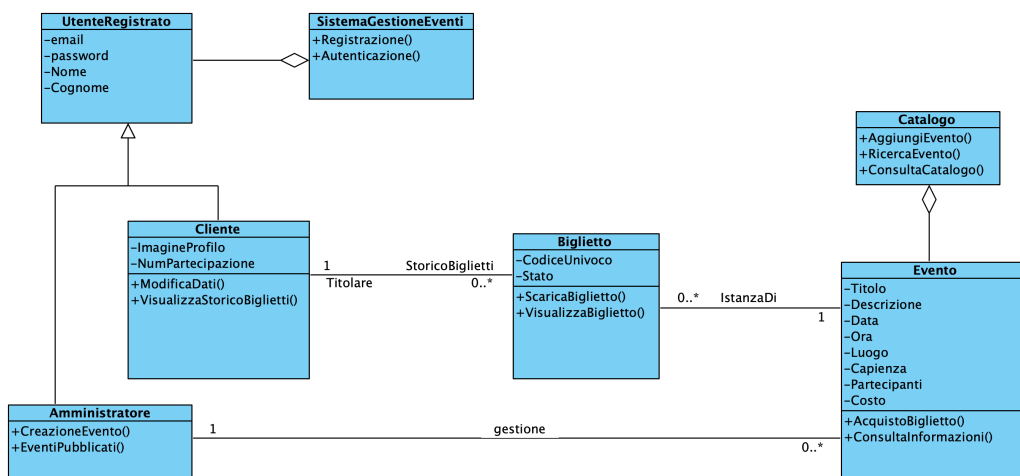 UtenteRegistrato
-email
-password
-Nome
-Cognome
SistemaGestioneEventi
+Registrazione()
+Autenticazione()
Catalogo
+AggiungiEvento()
+RicercaEvento()
+ConsultaCatalogo()
Cliente
-ImagineProfilo
-NumPartecipazione
+ModificaDati()
+VisualizzaStoricoBiglietti()
1
Titolare
StoricoBiglietti
0..*
Biglietto
-CodiceUnivoco
-Stato
+ScaricaBiglietto()
+VisualizzaBiglietto()
0..*
IstanzaDi
1
Evento
-Titolo
-Descrizione
-Data
-Ora
-Luogo
-Capienza
-Partecipanti
-Costo
+AcquistoBiglietto()
+ConsultaInformazioni()
Amministratore
+CreazioneEvento()
+EventiPubblicati()
1
gestione
0..*